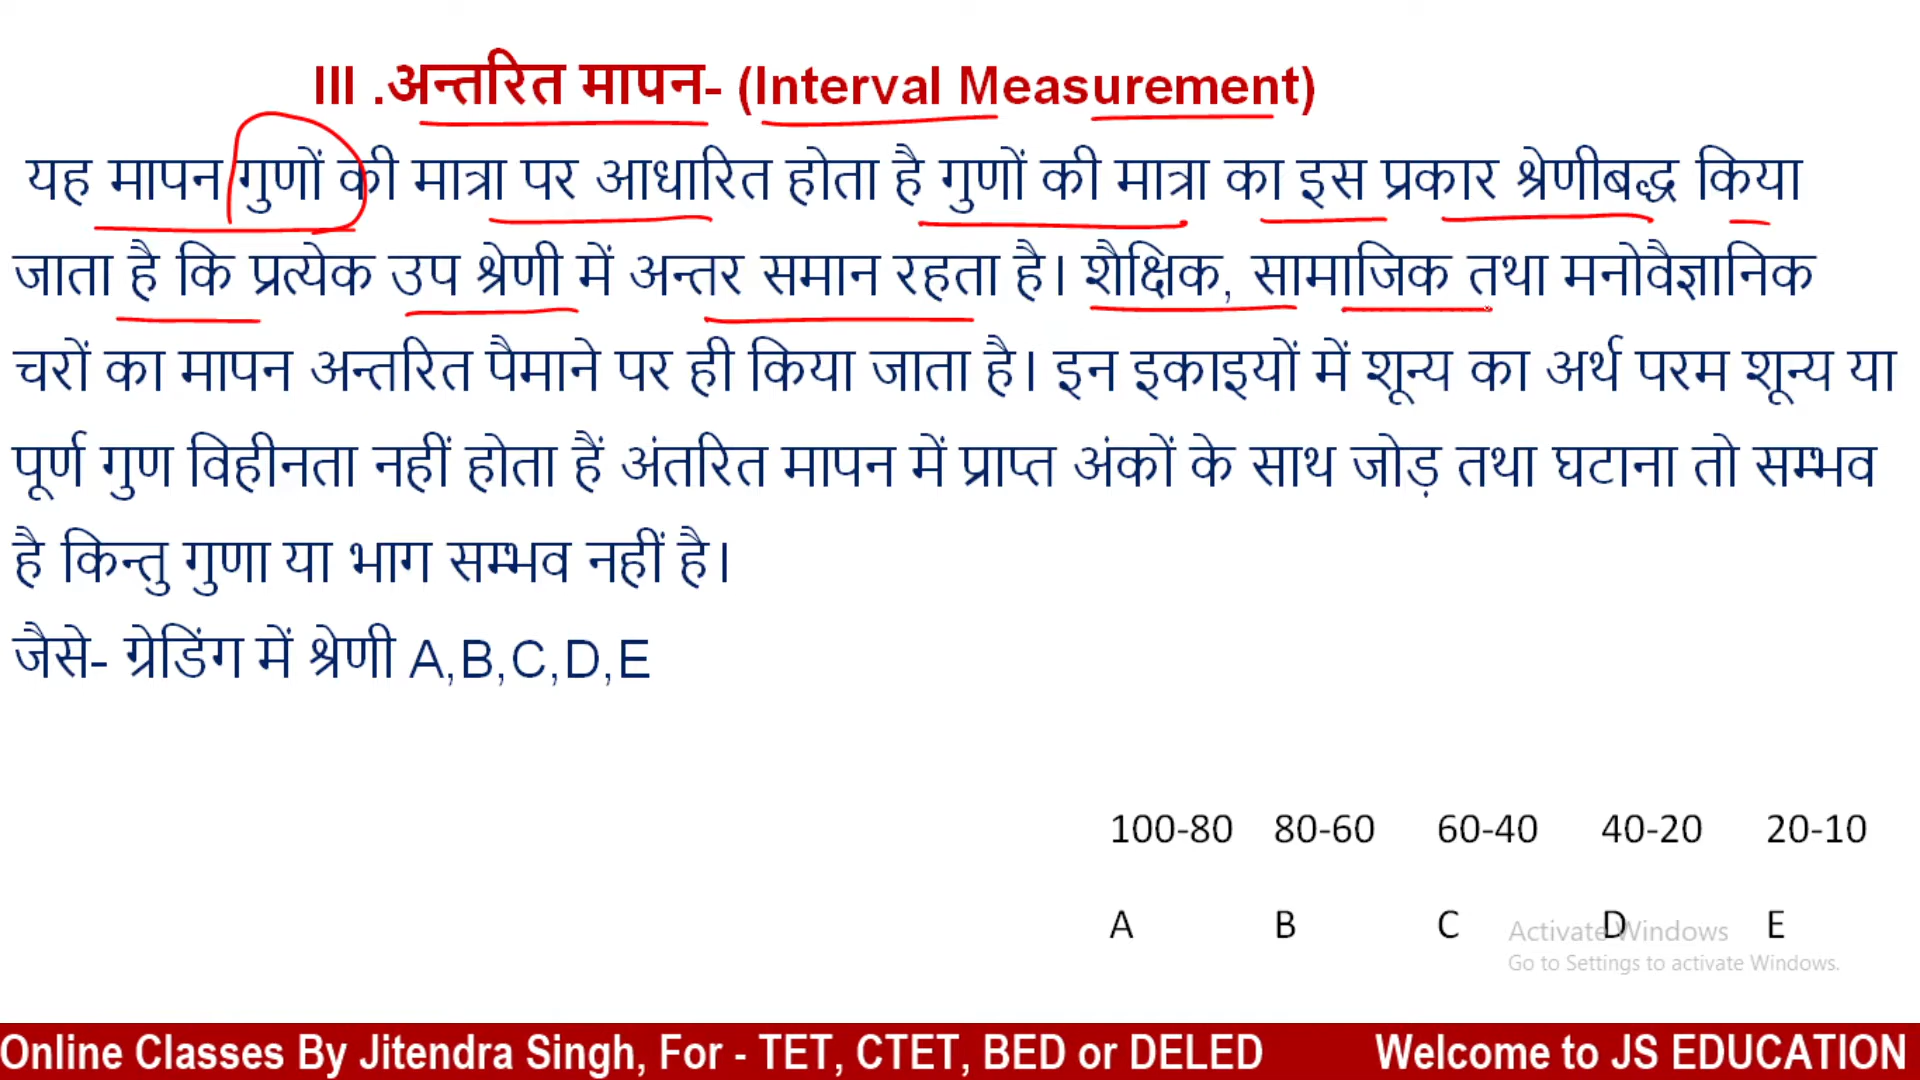 III .अन्तरित मापन- (Interval Measurement)
यह मापन गुणों की मात्रा पर आधारित होता है गुणों की मात्रा का इस प्रकार श्रेणीबद्ध किया
जाता है कि प्रत्येक उप श्रेणी में अन्तर समान रहता है। शैक्षिक, सामाजिक तथा मनोवैज्ञानिक
चरों का मापन अन्तरित पैमाने पर ही किया जाता है। इन इकाइयों में शून्य का अर्थ परम शून्य या
पूर्ण गुण विहीनता नहीं होता हैं अंतरित मापन में प्राप्त अंकों के साथ जोड़ तथा घटाना तो सम्भव
है किन्तु गुणा या भाग सम्भव नहीं है।
जैसे- ग्रेडिंग में श्रेणी A,B,C,D,E
100-80 80-60 60-40 40-20 20-10
A B C D E
Activate Windows
Go to Settings to activate Windows.
Online Classes By Jitendra Singh, For - TET, CTET, BED or DELED Welcome to JS EDUCATION